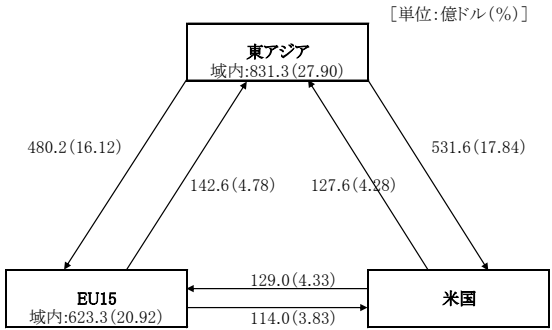 [単位:億ドル(%)]
東アジア
域内:831.3(27.90)
480.2(16.12)
531.6(17.84)
142.6(4.78)
127.6(4.28)
129.0(4.33)
EU15
域内:623.3(20.92)
米国
114.0(3.83)